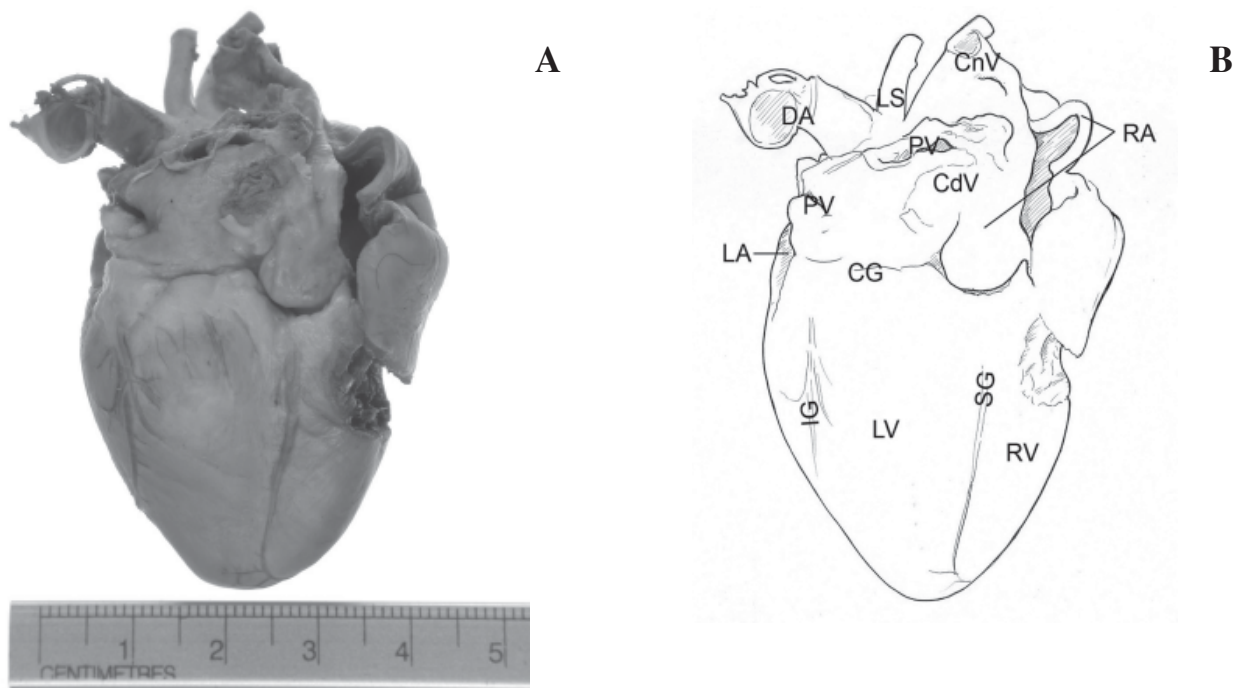 A
B
CnV
LS
DA
RA
PV
CdV
PV
LA
CG
SG
IG
LV
RV
1 2 3 4 5
CENTIMETRES